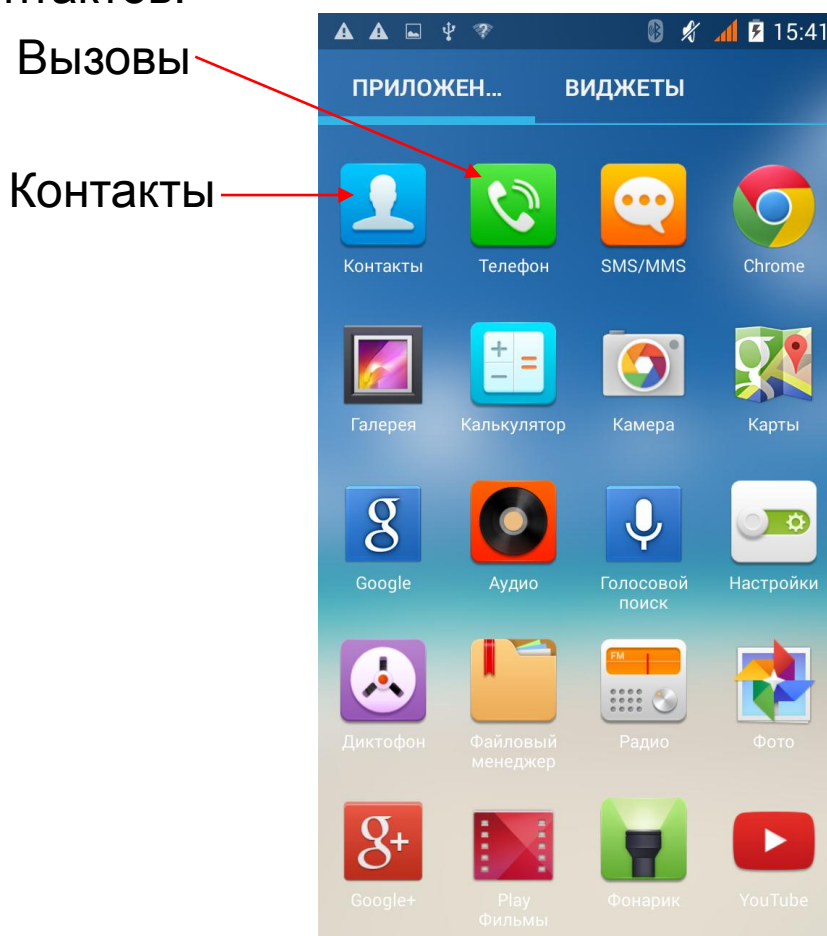 Вызовы
Контакты
15:41
ПРИЛОЖЕН...
ВИДЖЕТЫ
Контакты
Телефон
SMS/MMS
Chrome
Галерея
Калькулятор
Камера
Карты
Google
Аудио
Голосовой
поиск
Настройки
Диктофон
Файловый
менеджер
FM
Радио
Фото
Google+
Play
Фильмы
Фонарик
YouTube